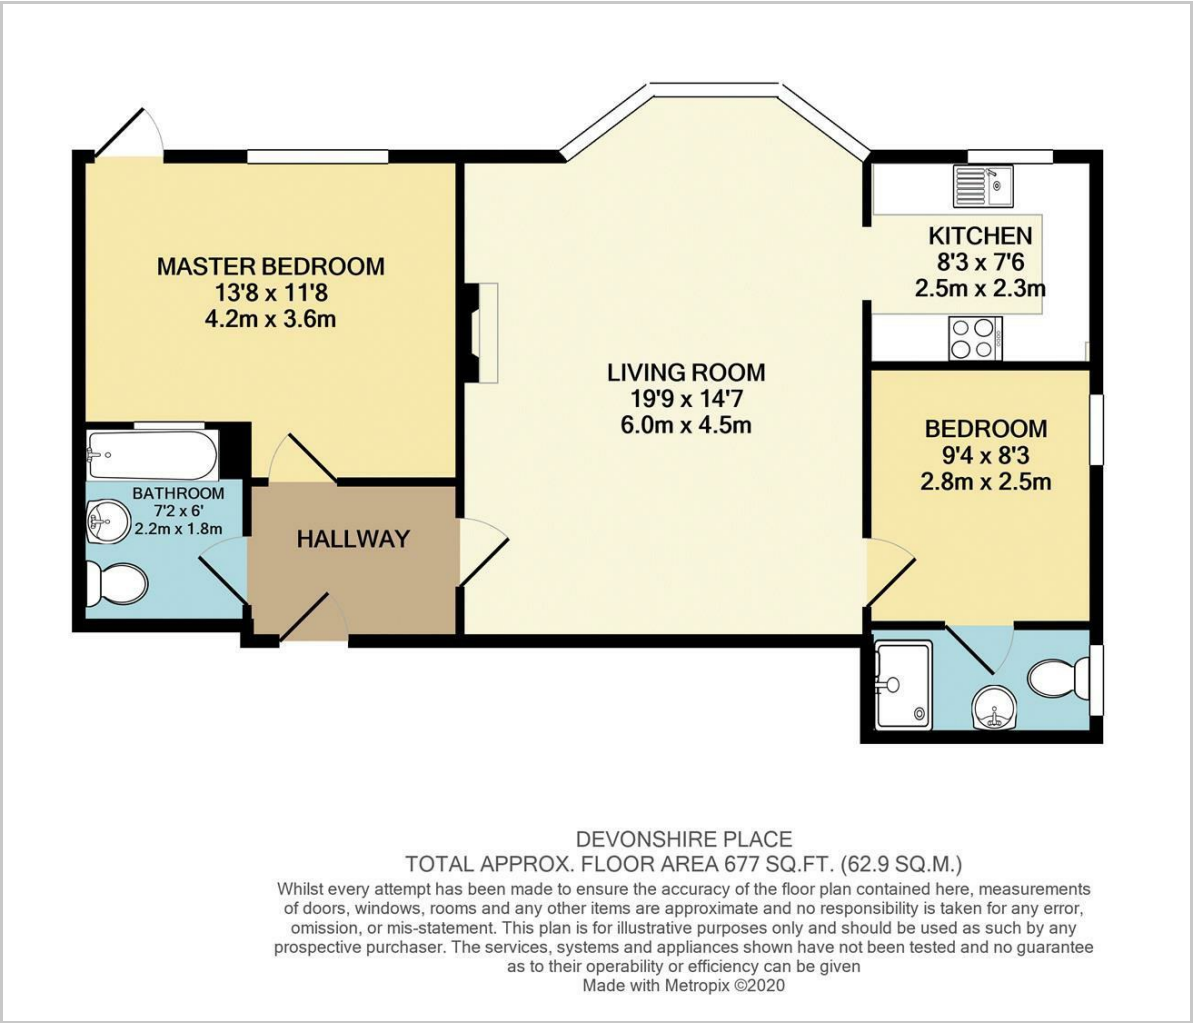 MASTER BEDROOM
13'8 x 11'8
4.2m x 3.6m
LIVING ROOM
19'9 x 14'7
6.0m x 4.5m
KITCHEN
8'3 x 7'6
2.5m x 2.3m
BEDROOM
9'4 x 8'3
2.8m x 2.5m
BATHROOM
7'2 x 6'
2.2m x 1.8m
HALLWAY
DEVONSHIRE PLACE
TOTAL APPROX. FLOOR AREA 677 SQ.FT. (62.9 SQ.M.)
Whilst every attempt has been made to ensure the accuracy of the floor plan contained here, measurements
of doors, windows, rooms and any other items are approximate and no responsibility is taken for any error,
omission, or mis-statement. This plan is for illustrative purposes only and should be used as such by any
prospective purchaser. The services, systems and appliances shown have not been tested and no guarantee
as to their operability or efficiency can be given
Made with Metropix ©2020